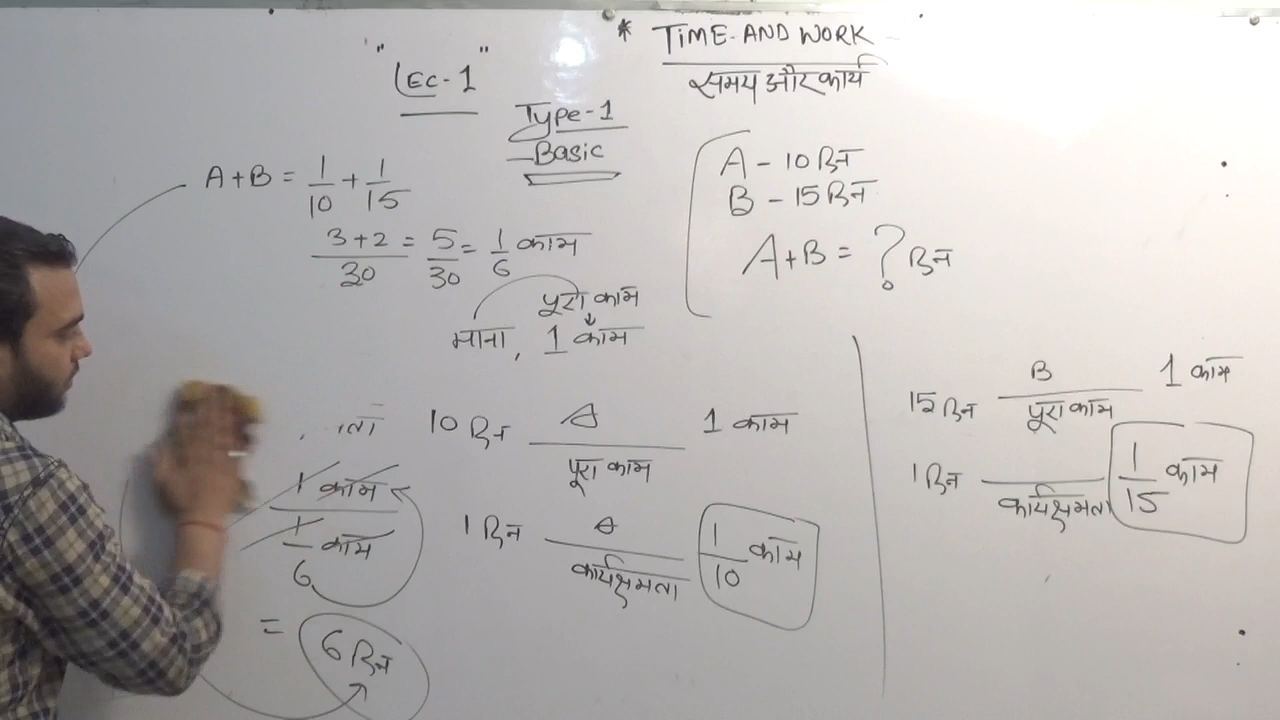 * TIME AND WORK
समय और कार्य
"LEC-1"
Type-1
Basic
A - 10 दिन
B - 15 दिन
A+B = ? दिन
A+B = 1/10 + 1/15
3+2/30 = 5/30 = 1/6 काम
पूरा काम
↓
माना, 1 काम
1 काम
1/6 काम
= 6 दिन
10 दिन A पूरा काम 1 काम
1 दिन A कार्यक्षमता 1/10 काम
15 दिन B पूरा काम 1 काम
1 दिन कार्यक्षमता 1/15 काम